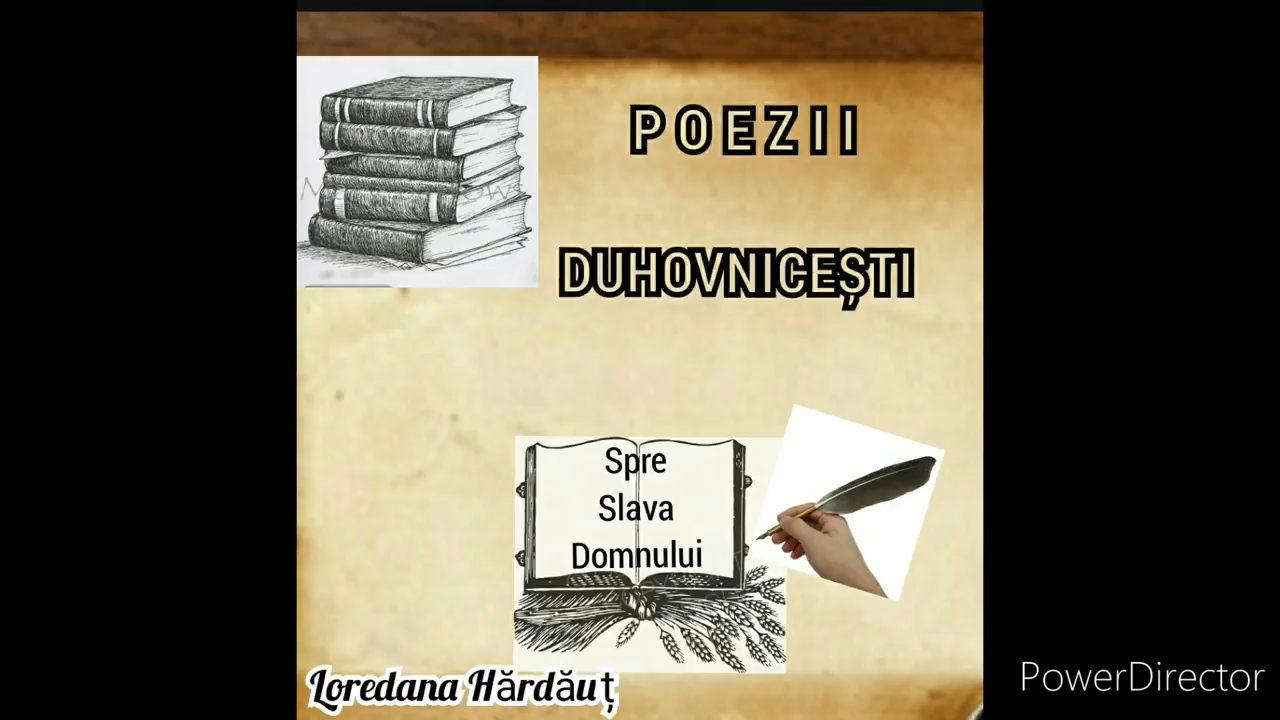 POEZII
DUHOVNICEȘTI
Spre
Slava
Domnului
Loredana Hărdăuț
PowerDirector